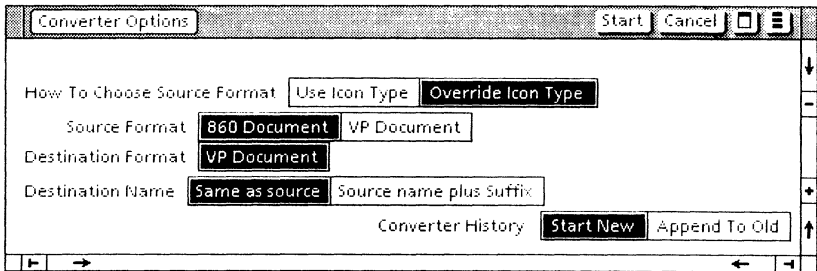 Converter Options Start Cancel
How To Choose Source Format Use Icon Type Override Icon Type
Source Format 860 Document VP Document
Destination Format VP Document
Destination Name Same as source Source name plus Suffix
Converter History Start New Append To Old